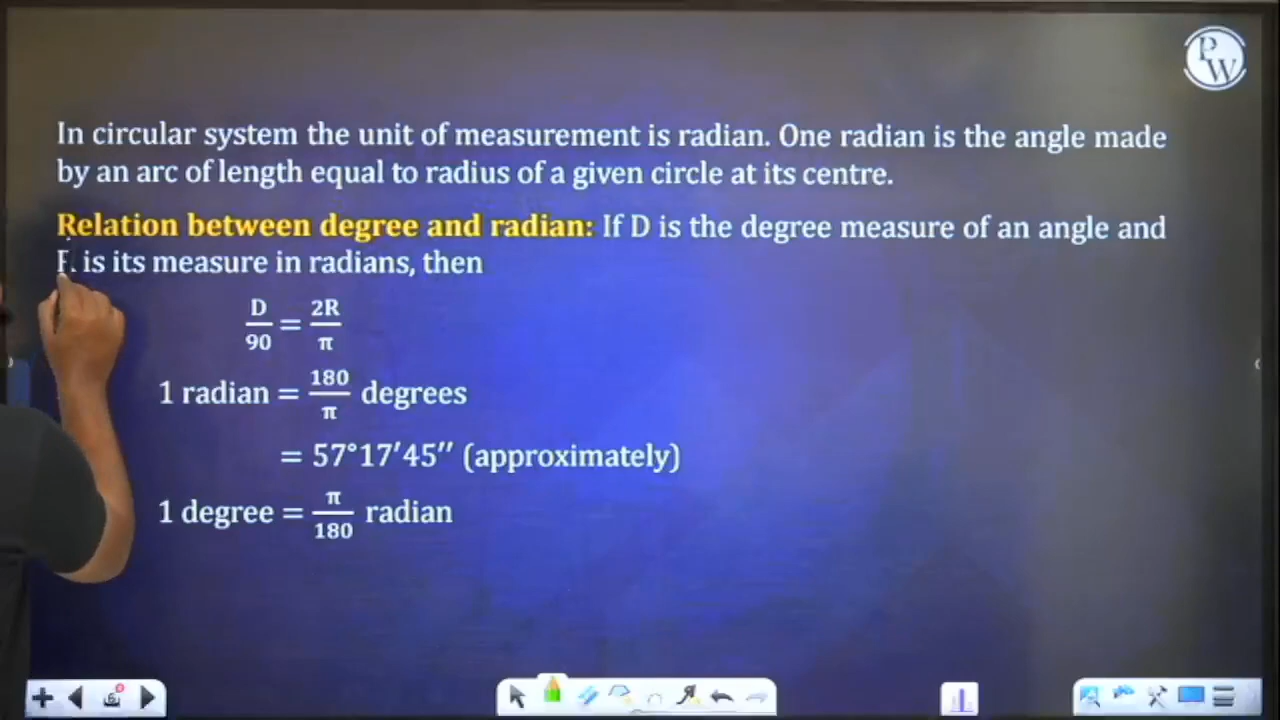 PW
In circular system the unit of measurement is radian. One radian is the angle made
by an arc of length equal to radius of a given circle at its centre.
Relation between degree and radian: If D is the degree measure of an angle and
R is its measure in radians, then
D/90 = 2R/π
1 radian = 180/π degrees
= 57°17′45″ (approximately)
1 degree = π/180 radian